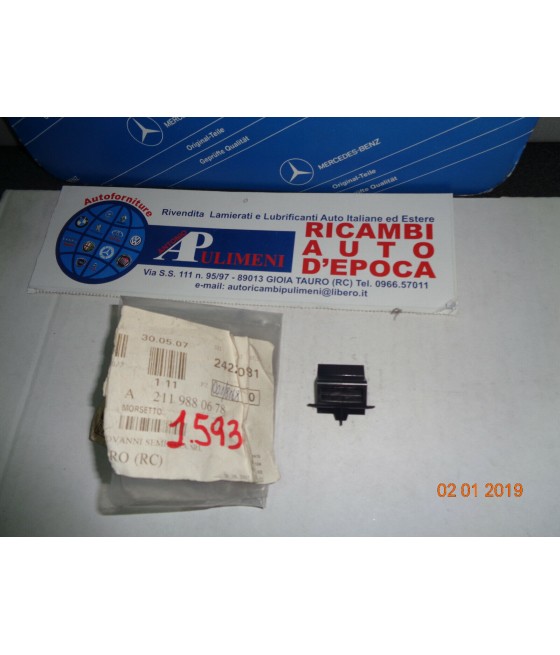 Original-Teile
Geprüfte Qualität
MERCEDES-BENZ
Original-Teile
Geprüfte Qualität
Autoforniture
Rivendita Lamierati e Lubrificanti Auto Italiane ed Estere
PULIMENI
RICAMBI
AUTO
D'EPOCA
Via S.S. 111 n. 95/97 - 89013 GIOIA TAURO (RC) Tel. 0966.57011
e-mail: autoricambipulimeni@libero.it
30.05.07
1 11
A 211 988 06 78
MORSETTO
1.593
RO (RC)
02 01 2019